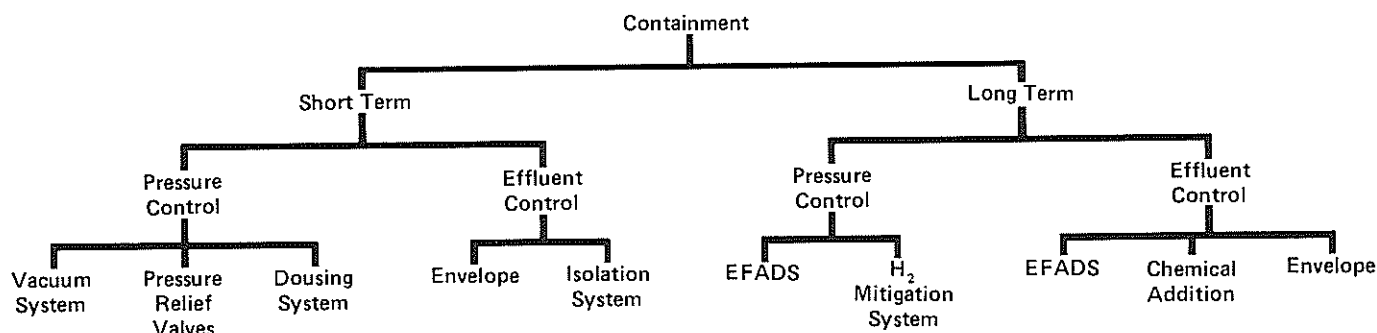 Containment
Short Term
Long Term
Pressure
Control
Effluent
Control
Pressure
Control
Effluent
Control
Vacuum
System
Pressure
Relief
Valves
Dousing
System
Envelope
Isolation
System
EFADS
H₂
Mitigation
System
EFADS
Chemical
Addition
Envelope